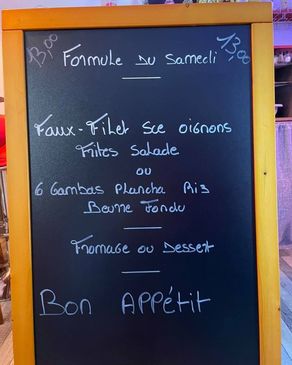 13,00 13,00
Formule Du Samedi
Faux-Filet Sce oignons
Frites Salade
ou
6 Gambas Plancha Riz
Beurre Fondu
Fromage ou Dessert
Bon APPétit